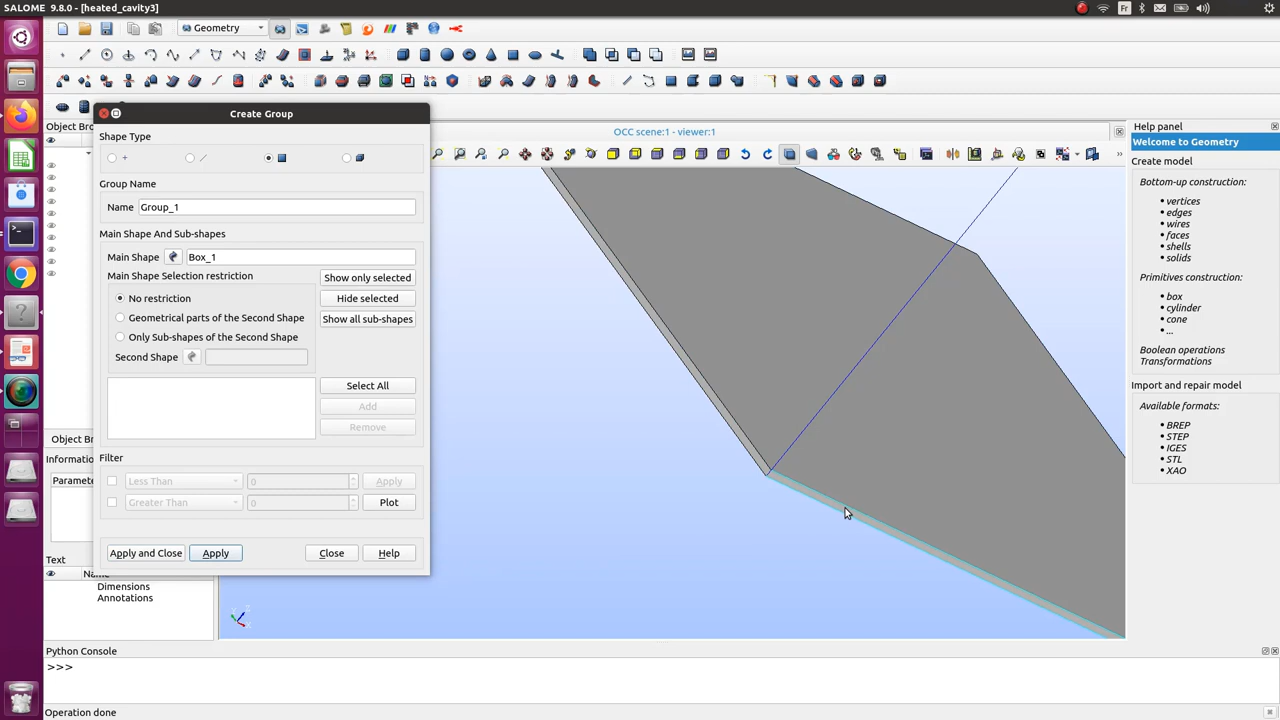 SALOME 9.8.0 - [heated_cavity3]
Fr
Geometry
Object Bro
Create Group
Shape Type
Group Name
Name Group_1
Main Shape And Sub-shapes
Main Shape Box_1
Main Shape Selection restriction
Show only selected
No restriction
Hide selected
Geometrical parts of the Second Shape
Show all sub-shapes
Only Sub-shapes of the Second Shape
Second Shape
Select All
Add
Remove
Filter
Less Than 0 Apply
Greater Than 0 Plot
Apply and Close Apply Close Help
OCC scene:1 - viewer:1
Object Br
Informatio
Paramete
Text
Name
Dimensions
Annotations
Help panel
Welcome to Geometry
Create model
Bottom-up construction:
• vertices
• edges
• wires
• faces
• shells
• solids
Primitives construction:
• box
• cylinder
• cone
• ...
Boolean operations
Transformations
Import and repair model
Available formats:
• BREP
• STEP
• IGES
• STL
• XAO
Python Console
>>>
Operation done